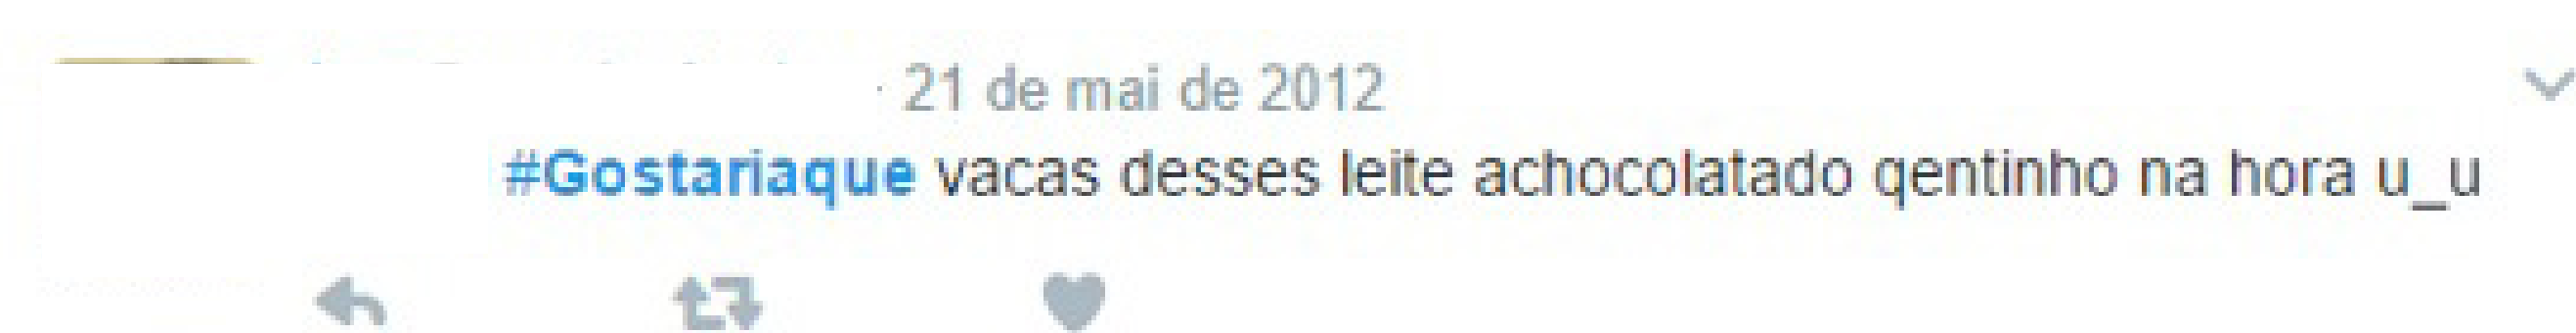 · 21 de mai de 2012
#Gostariaque vacas desses leite achocolatado qentinho na hora u_u